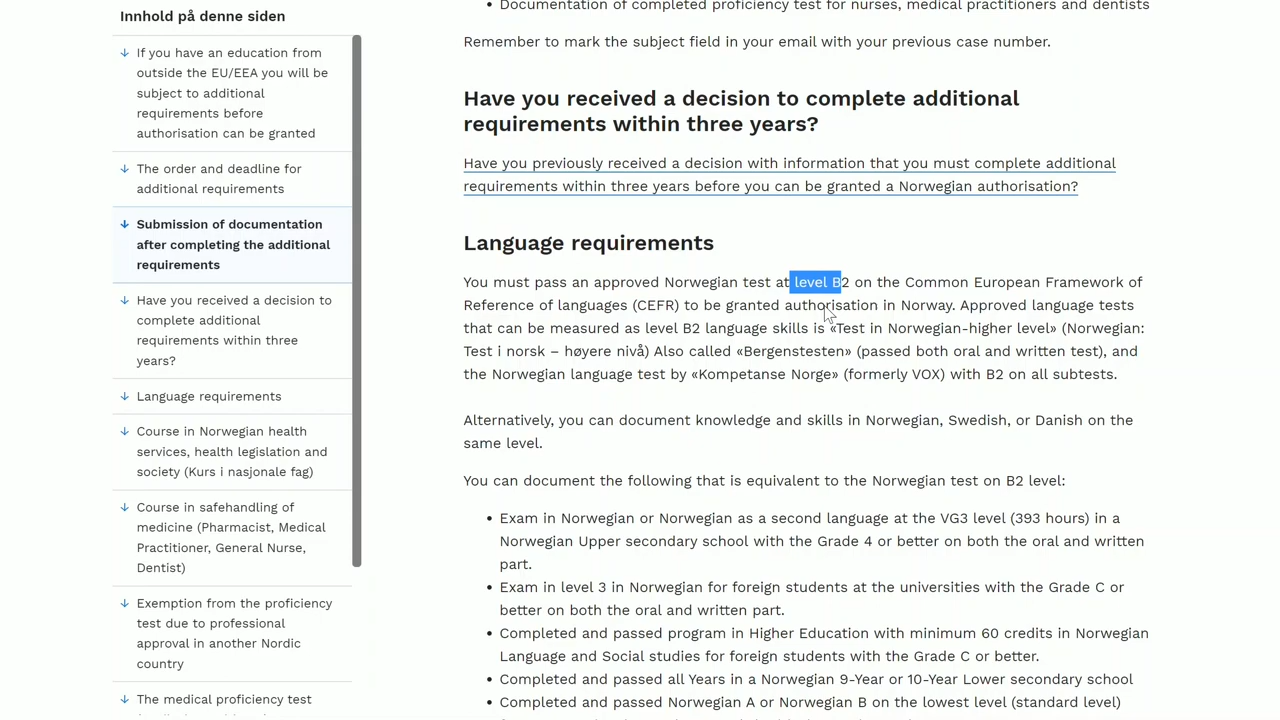 Innhold på denne siden
If you have an education from
outside the EU/EEA you will be
subject to additional
requirements before
authorisation can be granted
The order and deadline for
additional requirements
Submission of documentation
after completing the additional
requirements
Have you received a decision to
complete additional
requirements within three
years?
Language requirements
Course in Norwegian health
services, health legislation and
society (Kurs i nasjonale fag)
Course in safehandling of
medicine (Pharmacist, Medical
Practitioner, General Nurse,
Dentist)
Exemption from the proficiency
test due to professional
approval in another Nordic
country
The medical proficiency test
• Documentation of completed proficiency test for nurses, medical practitioners and dentists
Remember to mark the subject field in your email with your previous case number.
Have you received a decision to complete additional
requirements within three years?
Have you previously received a decision with information that you must complete additional
requirements within three years before you can be granted a Norwegian authorisation?
Language requirements
You must pass an approved Norwegian test at level B2 on the Common European Framework of
Reference of languages (CEFR) to be granted authorisation in Norway. Approved language tests
that can be measured as level B2 language skills is «Test in Norwegian-higher level» (Norwegian:
Test i norsk – høyere nivå) Also called «Bergenstesten» (passed both oral and written test), and
the Norwegian language test by «Kompetanse Norge» (formerly VOX) with B2 on all subtests.
Alternatively, you can document knowledge and skills in Norwegian, Swedish, or Danish on the
same level.
You can document the following that is equivalent to the Norwegian test on B2 level:
• Exam in Norwegian or Norwegian as a second language at the VG3 level (393 hours) in a
Norwegian Upper secondary school with the Grade 4 or better on both the oral and written
part.
• Exam in level 3 in Norwegian for foreign students at the universities with the Grade C or
better on both the oral and written part.
• Completed and passed program in Higher Education with minimum 60 credits in Norwegian
Language and Social studies for foreign students with the Grade C or better.
• Completed and passed all Years in a Norwegian 9-Year or 10-Year Lower secondary school
• Completed and passed Norwegian A or Norwegian B on the lowest level (standard level)